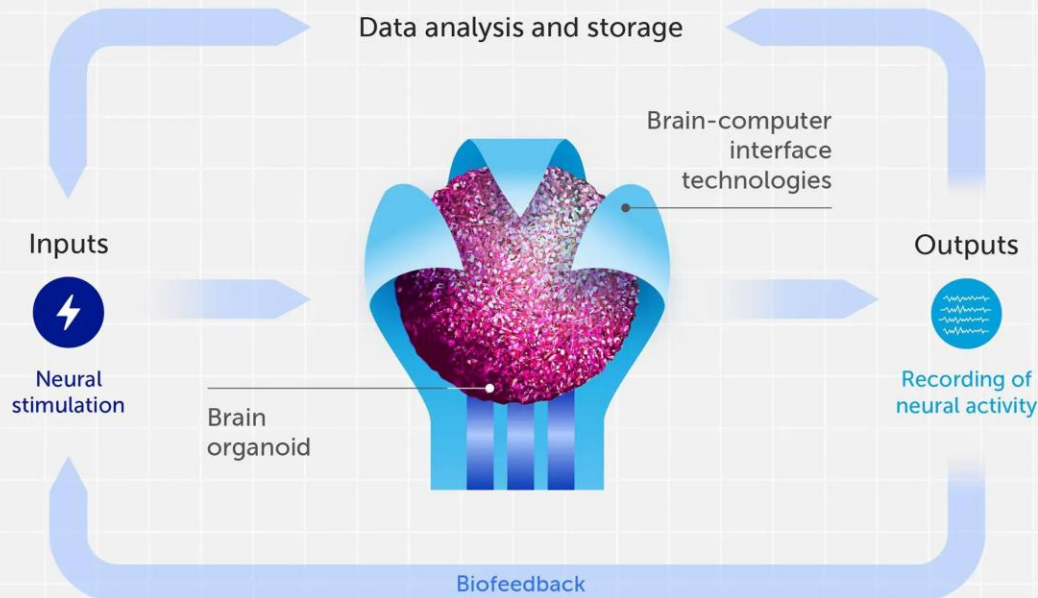 Data analysis and storage
Brain-computer
interface
technologies
Inputs
Outputs
Neural
stimulation
Recording of
neural activity
Brain
organoid
Biofeedback